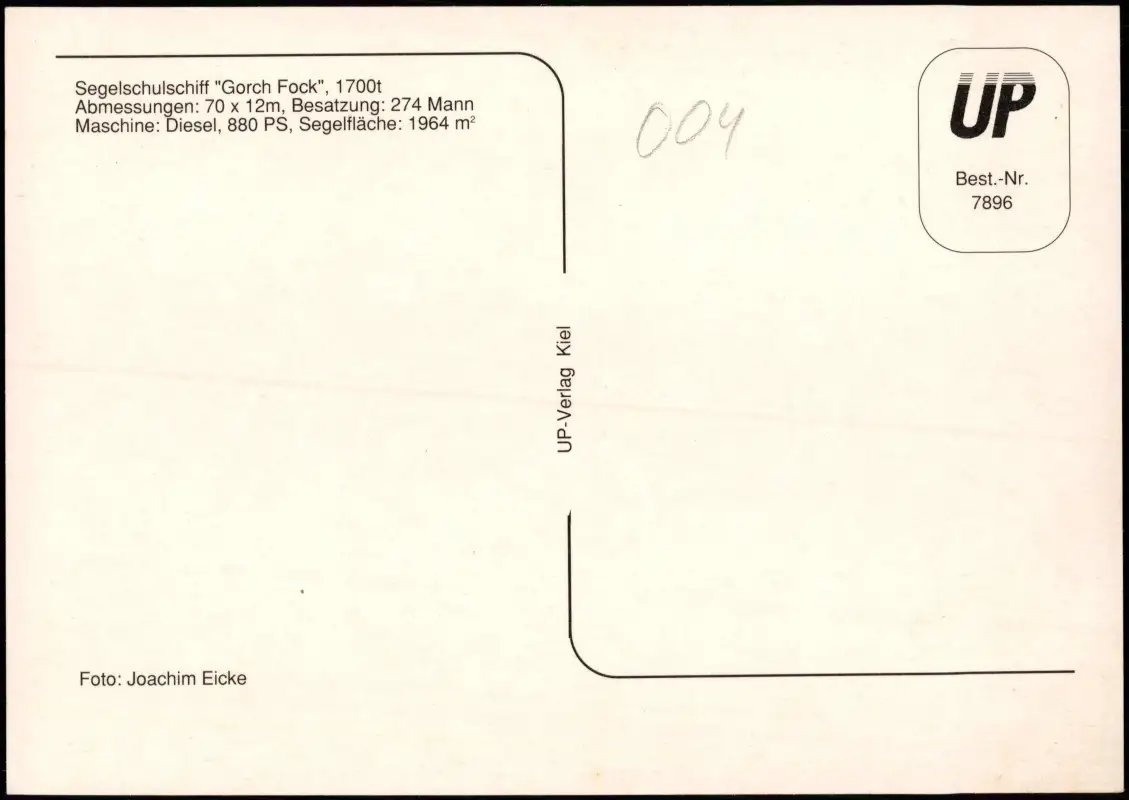 Segelschulschiff "Gorch Fock", 1700t
Abmessungen: 70 x 12m, Besatzung: 274 Mann
Maschine: Diesel, 880 PS, Segelfläche: 1964 m²
004
UP
Best.-Nr.
7896
UP-Verlag Kiel
Foto: Joachim Eicke